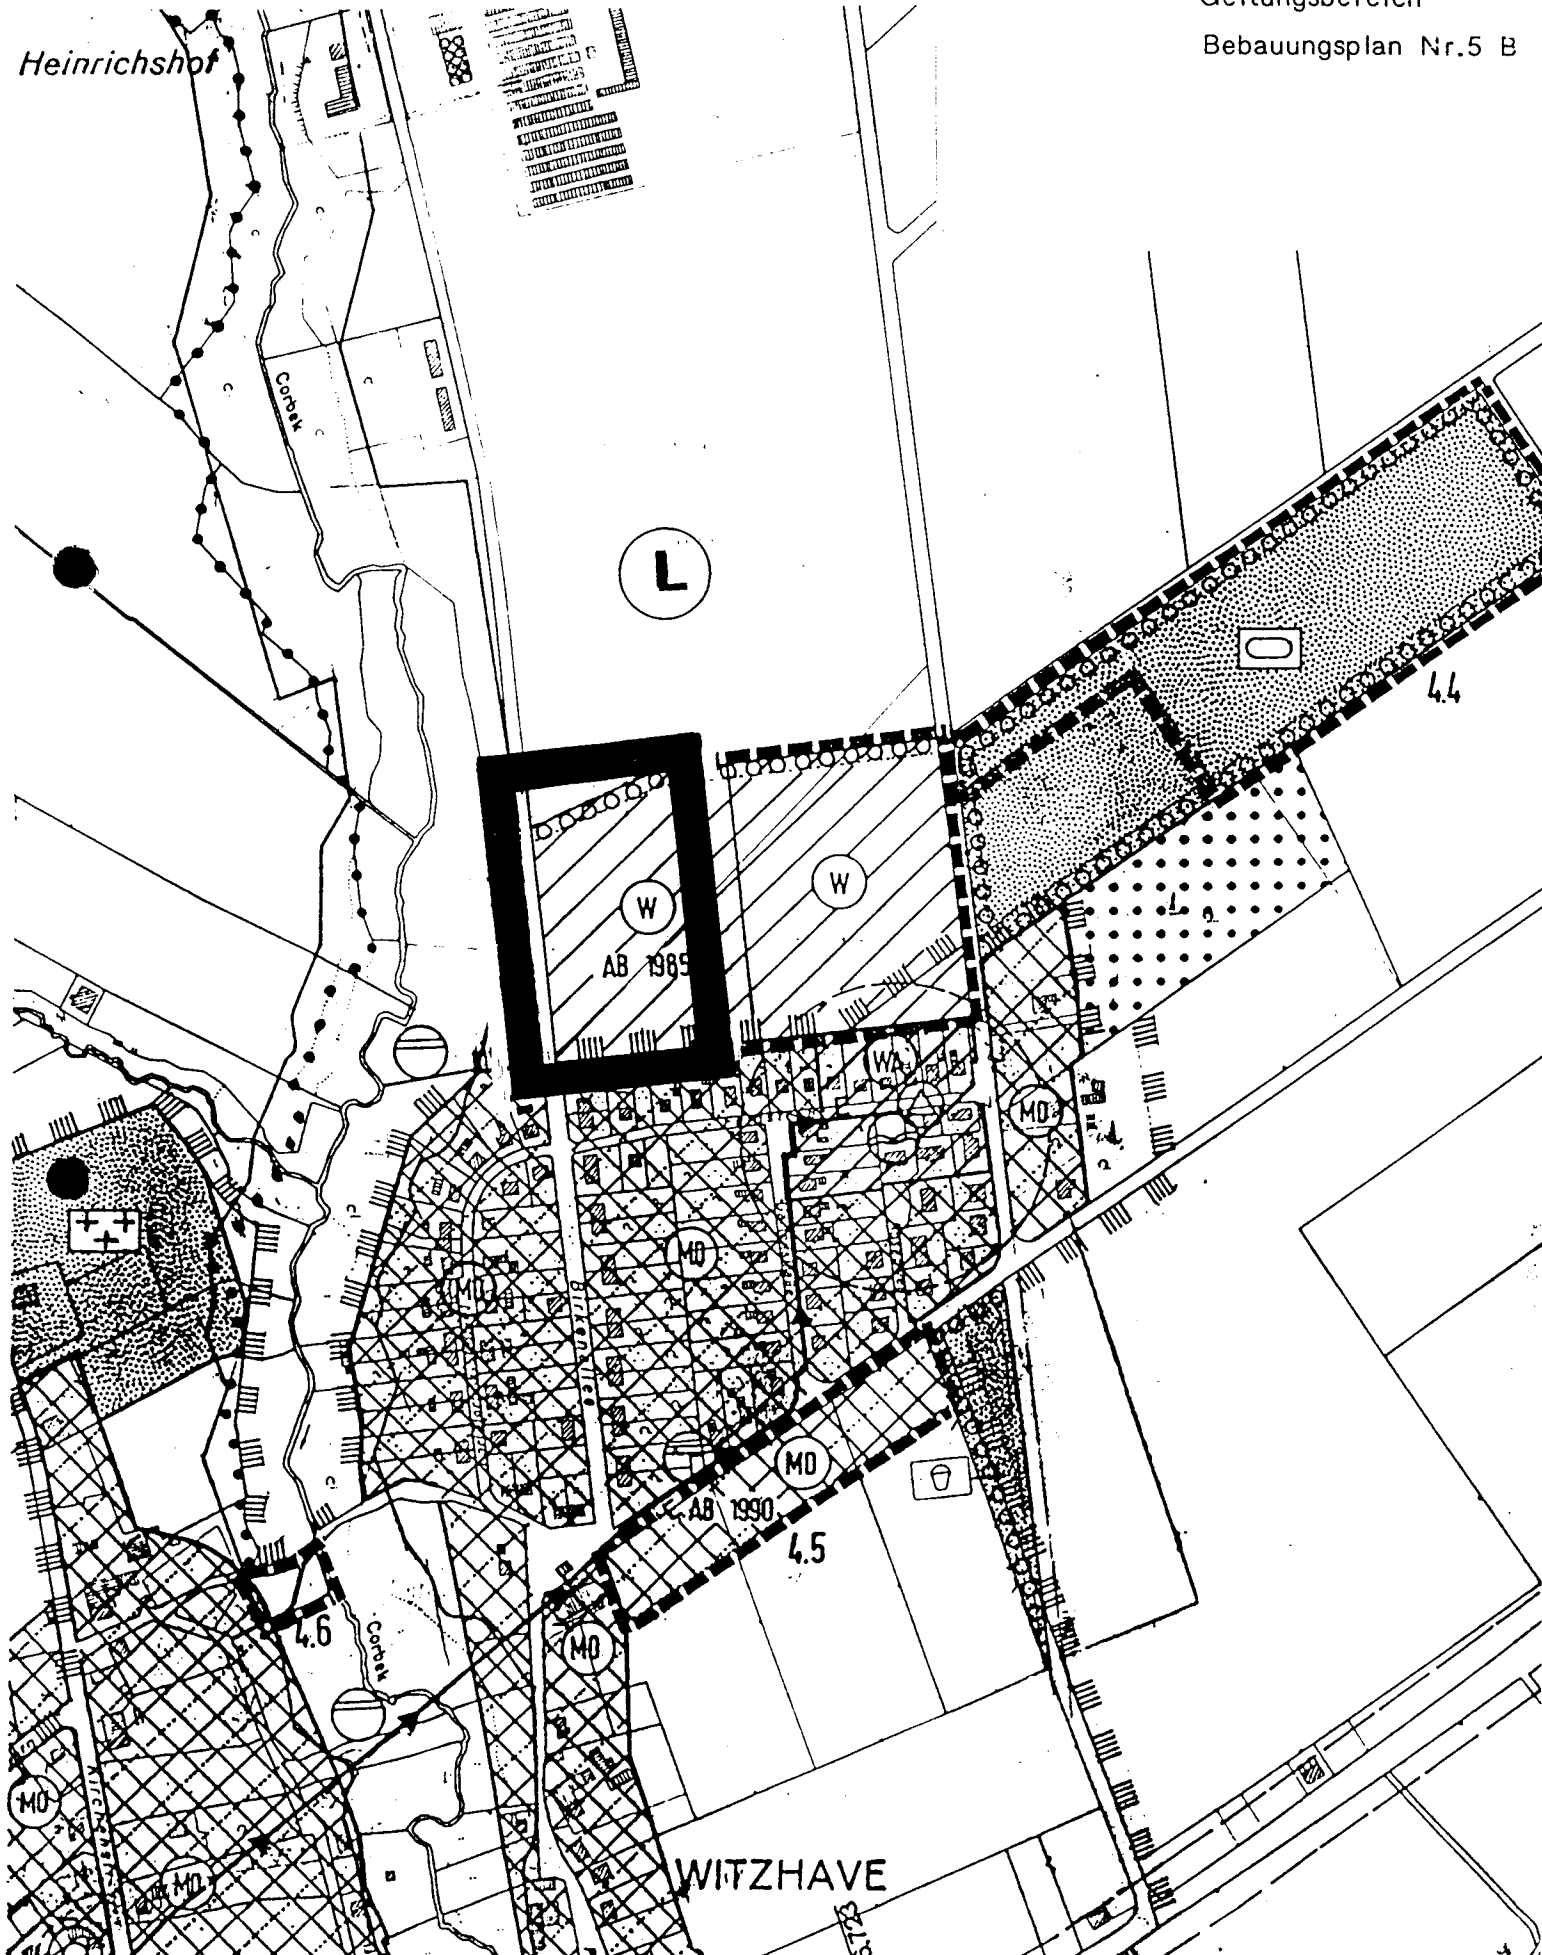 Geltungsbereich
Bebauungsplan Nr.5 B
Heinrichshof
Corbek
L
4.4
W
W
AB 1985
WA
MD
MD
MD
Birkenallee
MD
AB 1990
4.5
4.6
Corbek
MD
MD
MD
WITZHAVE